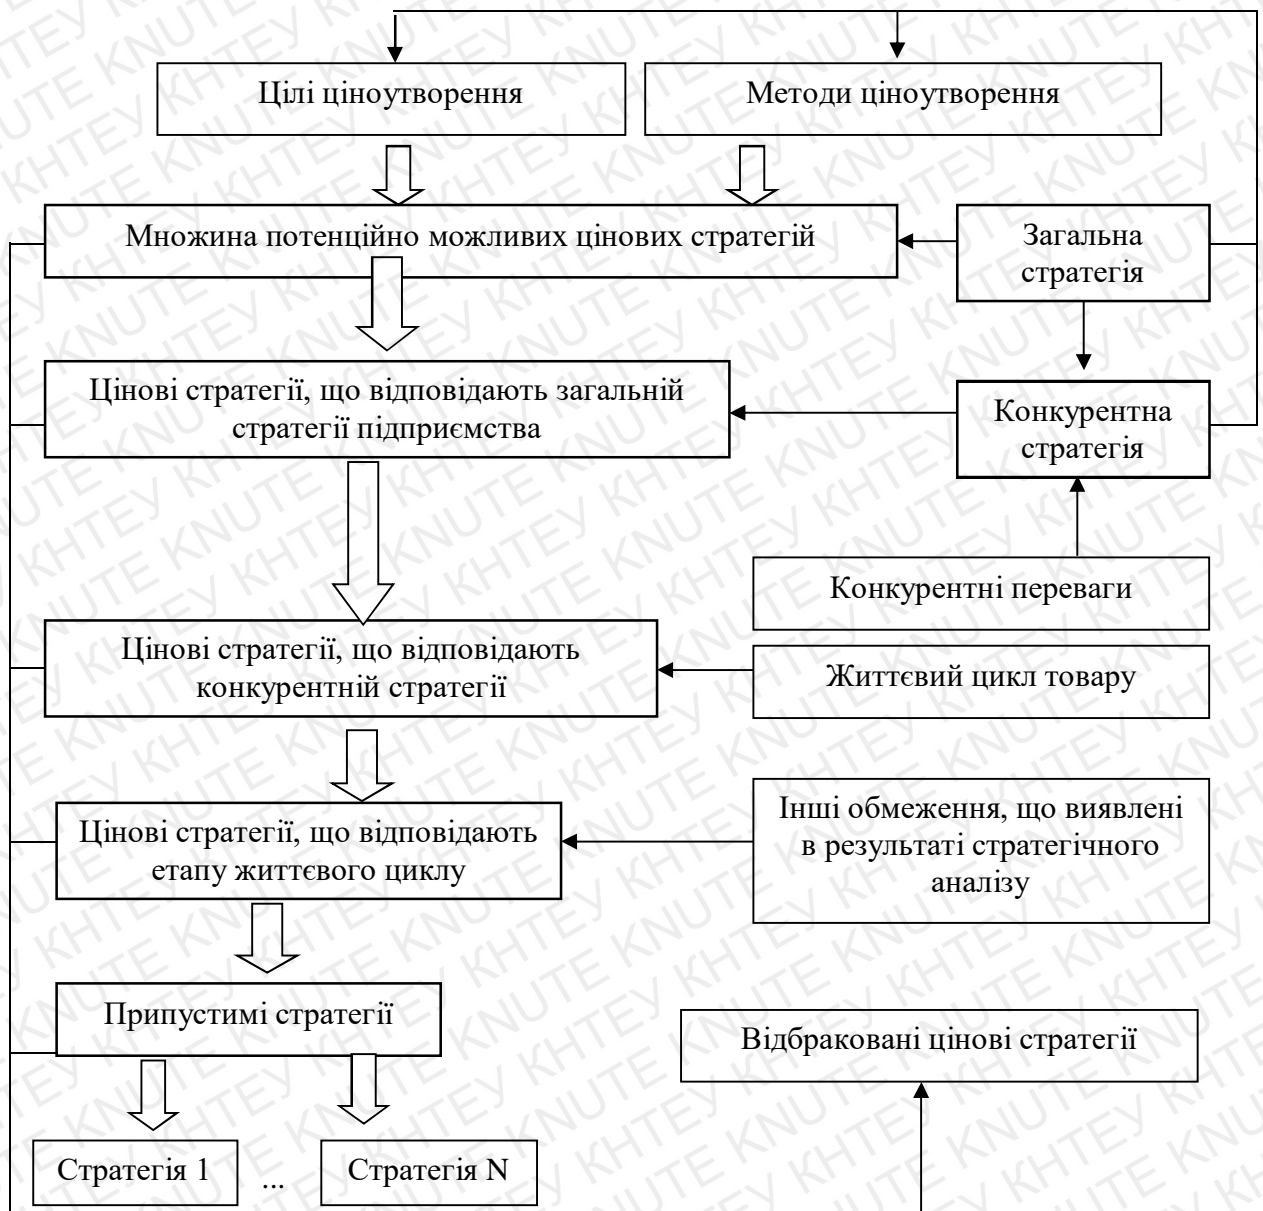 Цілі ціноутворення
Методи ціноутворення
Множина потенційно можливих цінових стратегій
Загальна
стратегія
Цінові стратегії, що відповідають загальній
стратегії підприємства
Конкурентна
стратегія
Конкурентні переваги
Цінові стратегії, що відповідають
конкурентній стратегії
Життєвий цикл товару
Цінові стратегії, що відповідають
етапу життєвого циклу
Інші обмеження, що виявлені
в результаті стратегічного
аналізу
Припустимі стратегії
Відбраковані цінові стратегії
Стратегія 1
...
Стратегія N